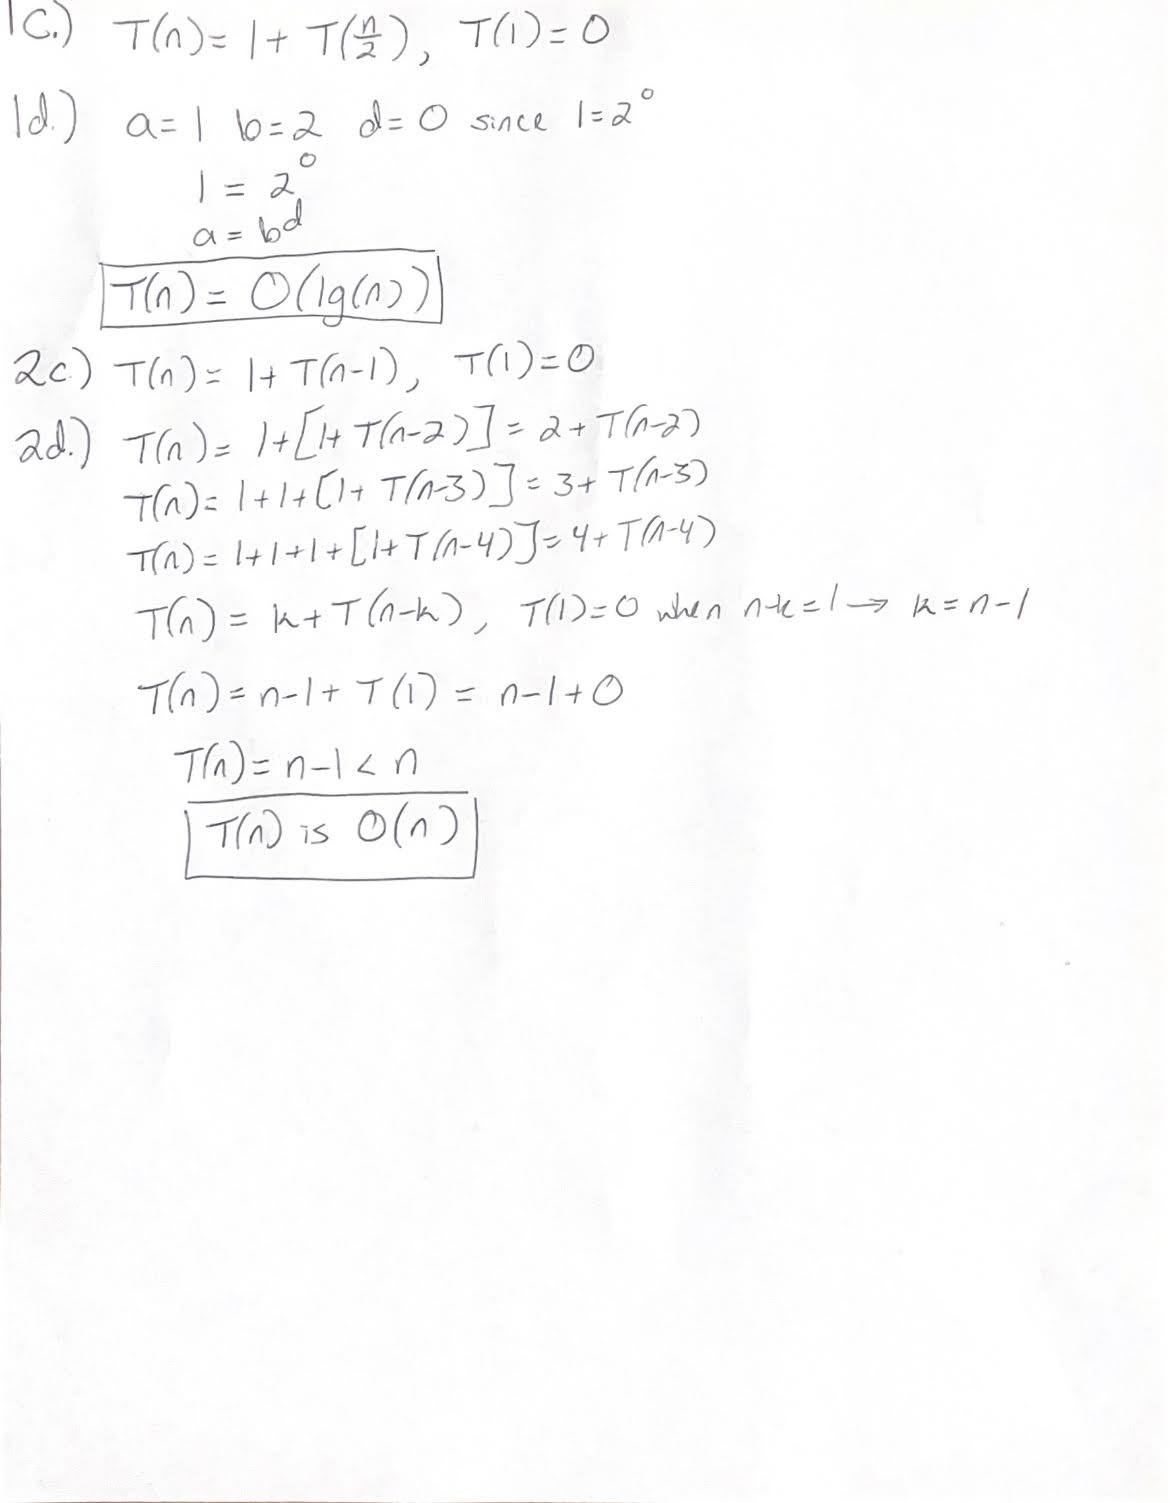 1c.) T(n) = 1 + T(n/2), T(1) = 0
1d.) a = 1 b = 2 d = 0 since 1 = 2^0
1 = 2^0
a = b^d
T(n) = O(lg(n))
2c.) T(n) = 1 + T(n-1), T(1) = 0
2d.) T(n) = 1 + [1 + T(n-2)] = 2 + T(n-2)
T(n) = 1 + 1 + [1 + T(n-3)] = 3 + T(n-3)
T(n) = 1 + 1 + 1 + [1 + T(n-4)] = 4 + T(n-4)
T(n) = k + T(n-k), T(1) = 0 when n-k = 1 → k = n-1
T(n) = n-1 + T(1) = n-1 + 0
T(n) = n-1 < n
T(n) is O(n)